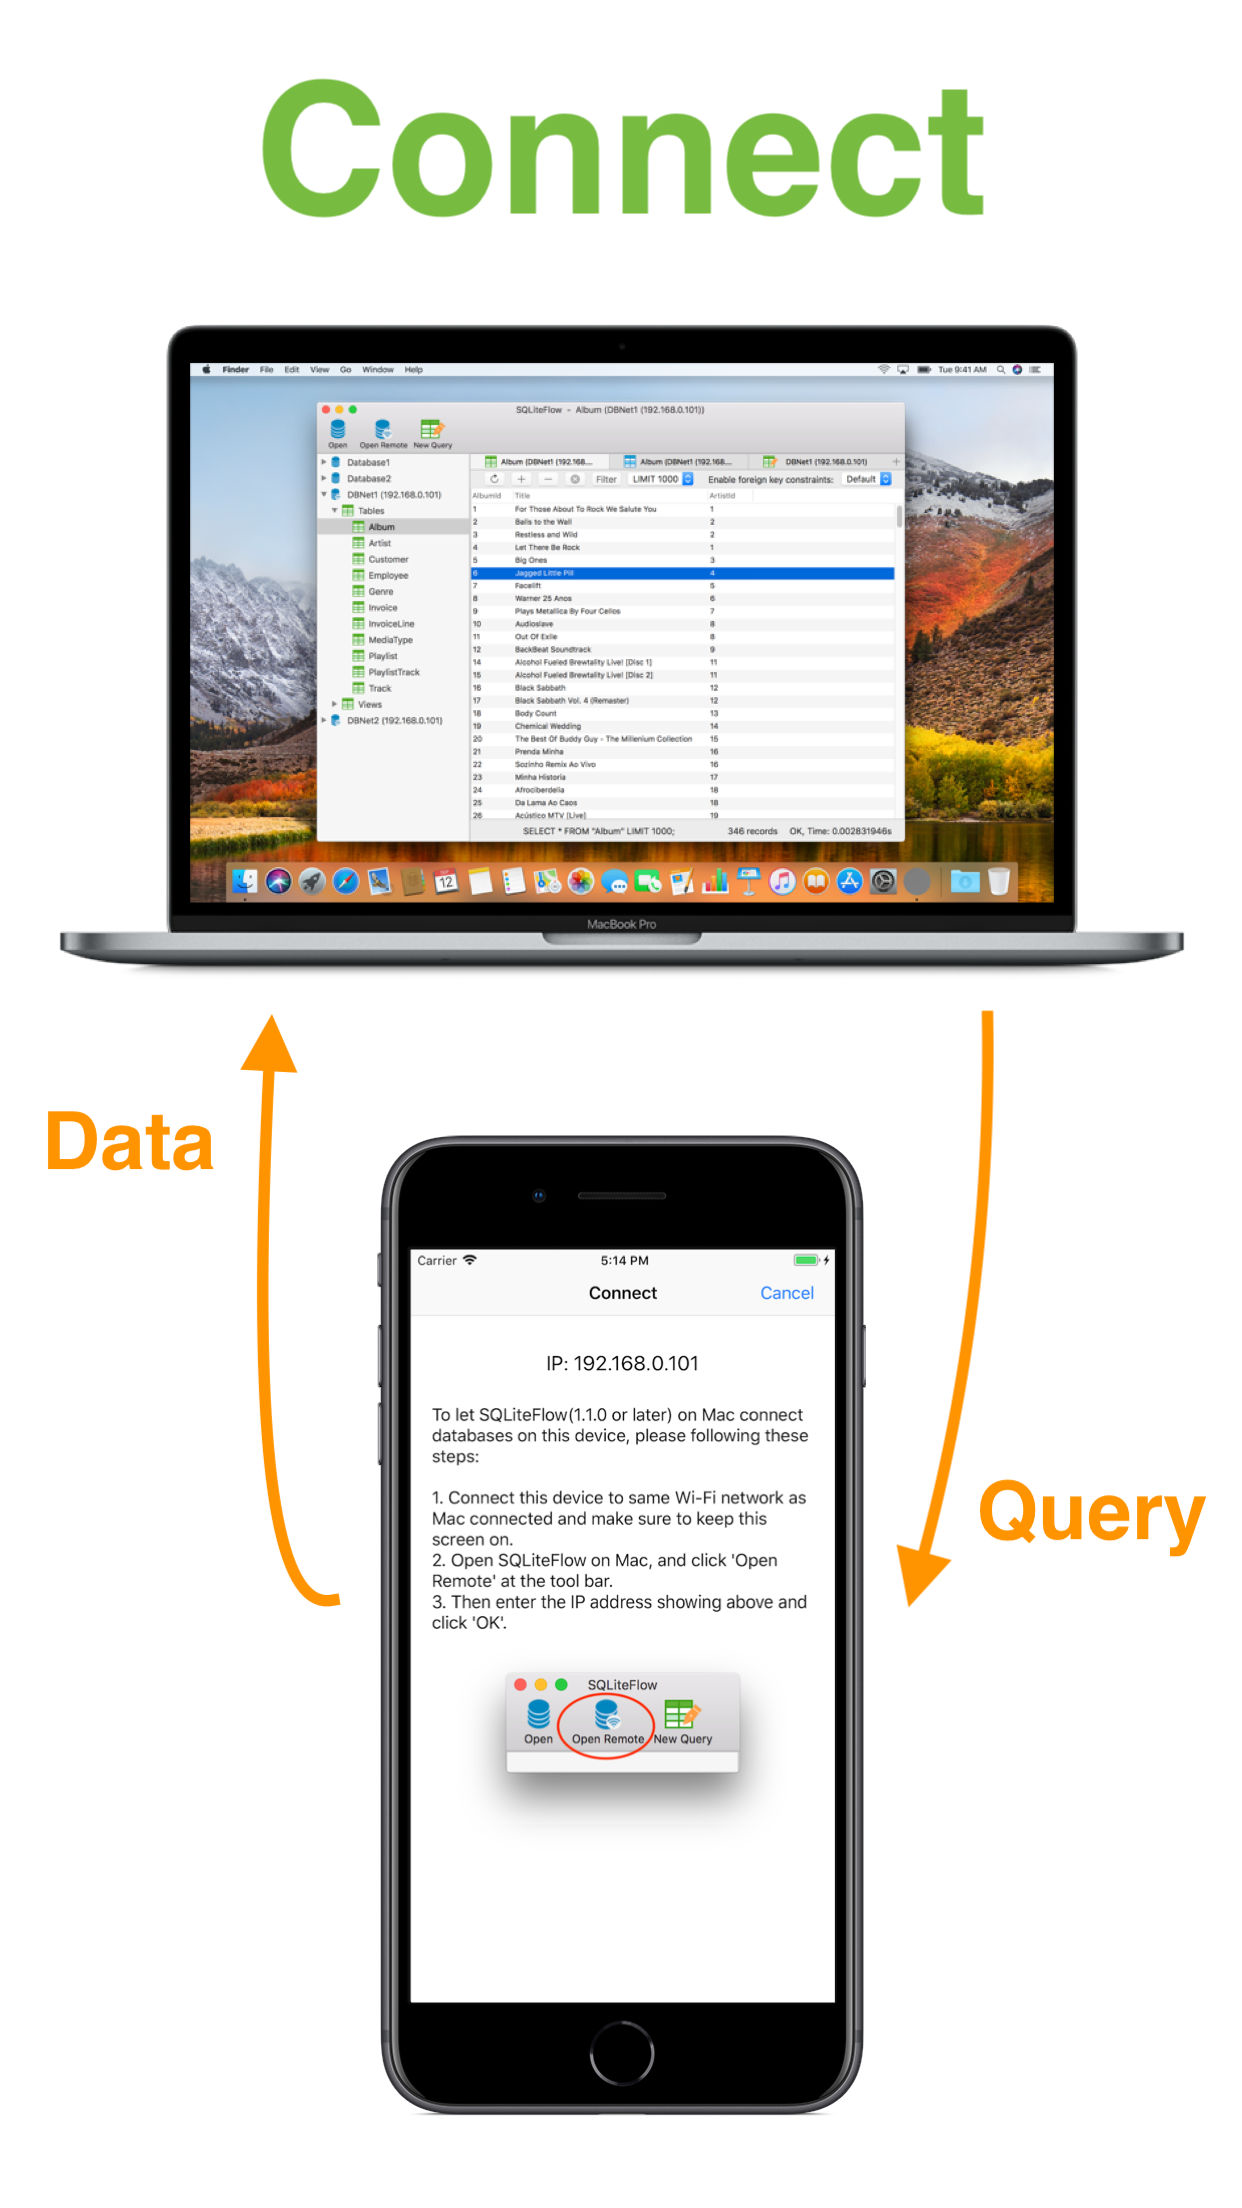 Connect
Finder File Edit View Go Window Help Tue 9:41 AM
SQLiteFlow - Album (DBNet1 (192.168.0.101))
Open Open Remote New Query
Database1
Database2
DBNet1 (192.168.0.101)
Tables
Album
Artist
Customer
Employee
Genre
Invoice
InvoiceLine
MediaType
Playlist
PlaylistTrack
Track
Views
DBNet2 (192.168.0.101)
Album (DBNet1 (192.168.... Album (DBNet1 (192.168.... DBNet1 (192.168.0.101)
Filter LIMIT 1000 Enable foreign key constraints: Default
AlbumId Title ArtistId
1 For Those About To Rock We Salute You 1
2 Balls to the Wall 2
3 Restless and Wild 2
4 Let There Be Rock 1
5 Big Ones 3
6 Jagged Little Pill 4
7 Facelift 5
8 Warner 25 Anos 6
9 Plays Metallica By Four Cellos 7
10 Audioslave 8
11 Out Of Exile 8
12 BackBeat Soundtrack 9
14 Alcohol Fueled Brewtality Live! [Disc 1] 11
15 Alcohol Fueled Brewtality Live! [Disc 2] 11
16 Black Sabbath 12
17 Black Sabbath Vol. 4 (Remaster) 12
18 Body Count 13
19 Chemical Wedding 14
20 The Best Of Buddy Guy - The Millenium Collection 15
21 Prenda Minha 16
22 Sozinho Remix Ao Vivo 16
23 Minha Historia 17
24 Afrociberdelia 18
25 Da Lama Ao Caos 18
26 Acústico MTV [Live] 19
SELECT * FROM "Album" LIMIT 1000; 346 records OK, Time: 0.002831946s
12
MacBook Pro
Data
Query
Carrier 5:14 PM
Connect Cancel
IP: 192.168.0.101
To let SQLiteFlow(1.1.0 or later) on Mac connect
databases on this device, please following these
steps:
1. Connect this device to same Wi-Fi network as
Mac connected and make sure to keep this
screen on.
2. Open SQLiteFlow on Mac, and click 'Open
Remote' at the tool bar.
3. Then enter the IP address showing above and
click 'OK'.
SQLiteFlow
Open Open Remote New Query